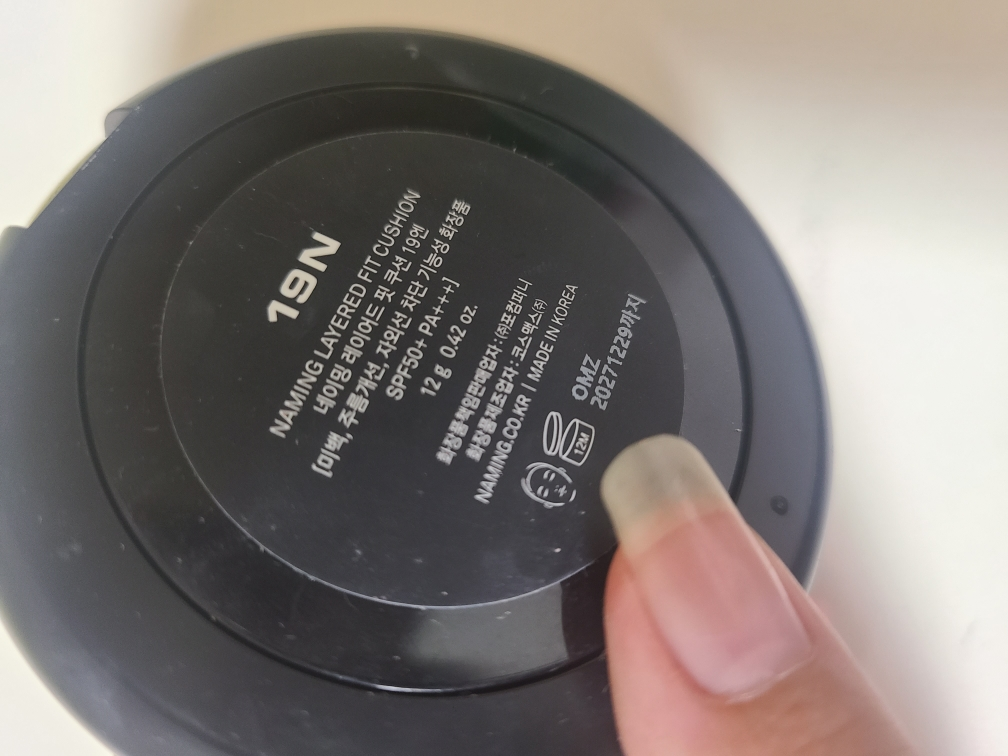 19N
NAMING LAYERED FIT CUSHION
네이밍 레이어드 핏 쿠션 19엔
[미백, 주름개선, 자외선 차단 기능성 화장품
SPF50+ PA+++]
12 g 0.42 oz.
화장품책임판매업자 : ㈜포컴퍼니
화장품제조업자 : 코스맥스㈜
NAMING.CO.KR | MADE IN KOREA
12M
OMZ
20271229까지